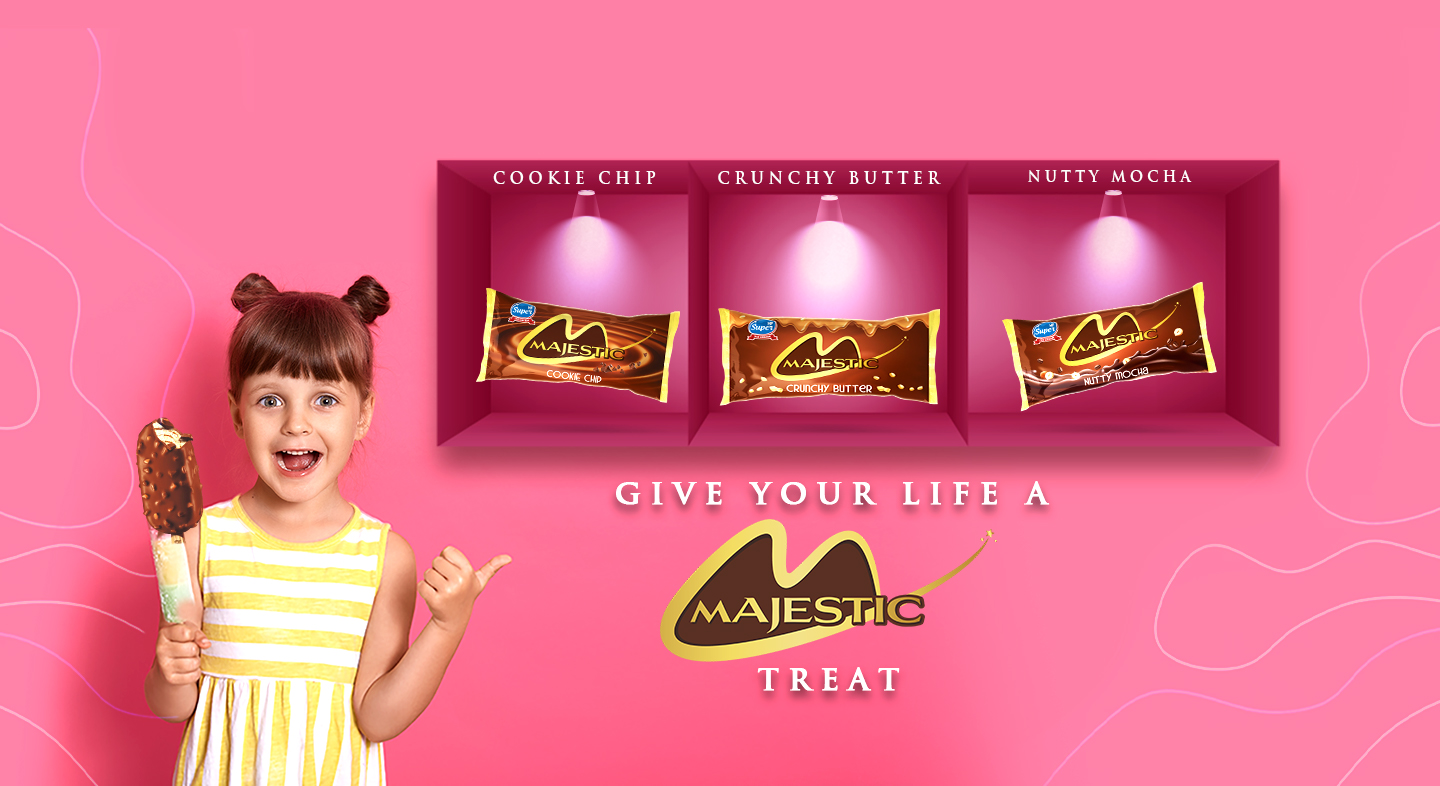 COOKIE CHIP
CRUNCHY BUTTER
NUTTY MOCHA
Super
MAJESTIC
COOKIE CHIP
Super
MAJESTIC
CRUNCHY BUTTER
Super
MAJESTIC
NUTTY MOCHA
GIVE YOUR LIFE A
MAJESTIC
TREAT